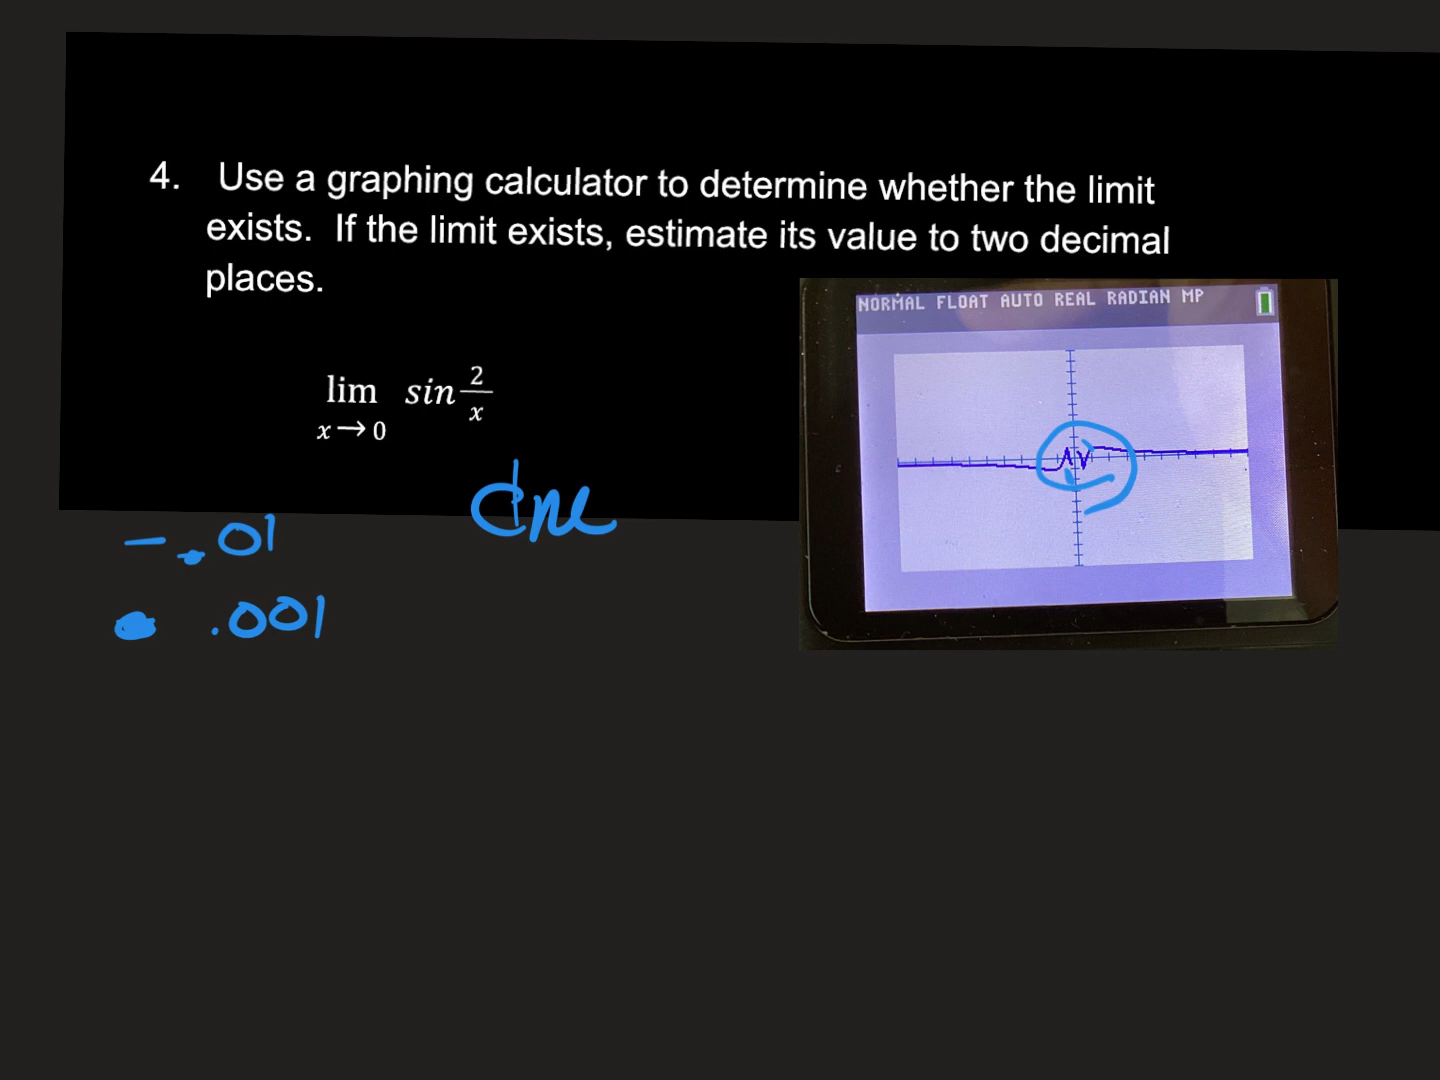 4. Use a graphing calculator to determine whether the limit
exists. If the limit exists, estimate its value to two decimal
places.
NORMAL FLOAT AUTO REAL RADIAN MP
lim sin 2/x
x→0
dne
-.01
.001